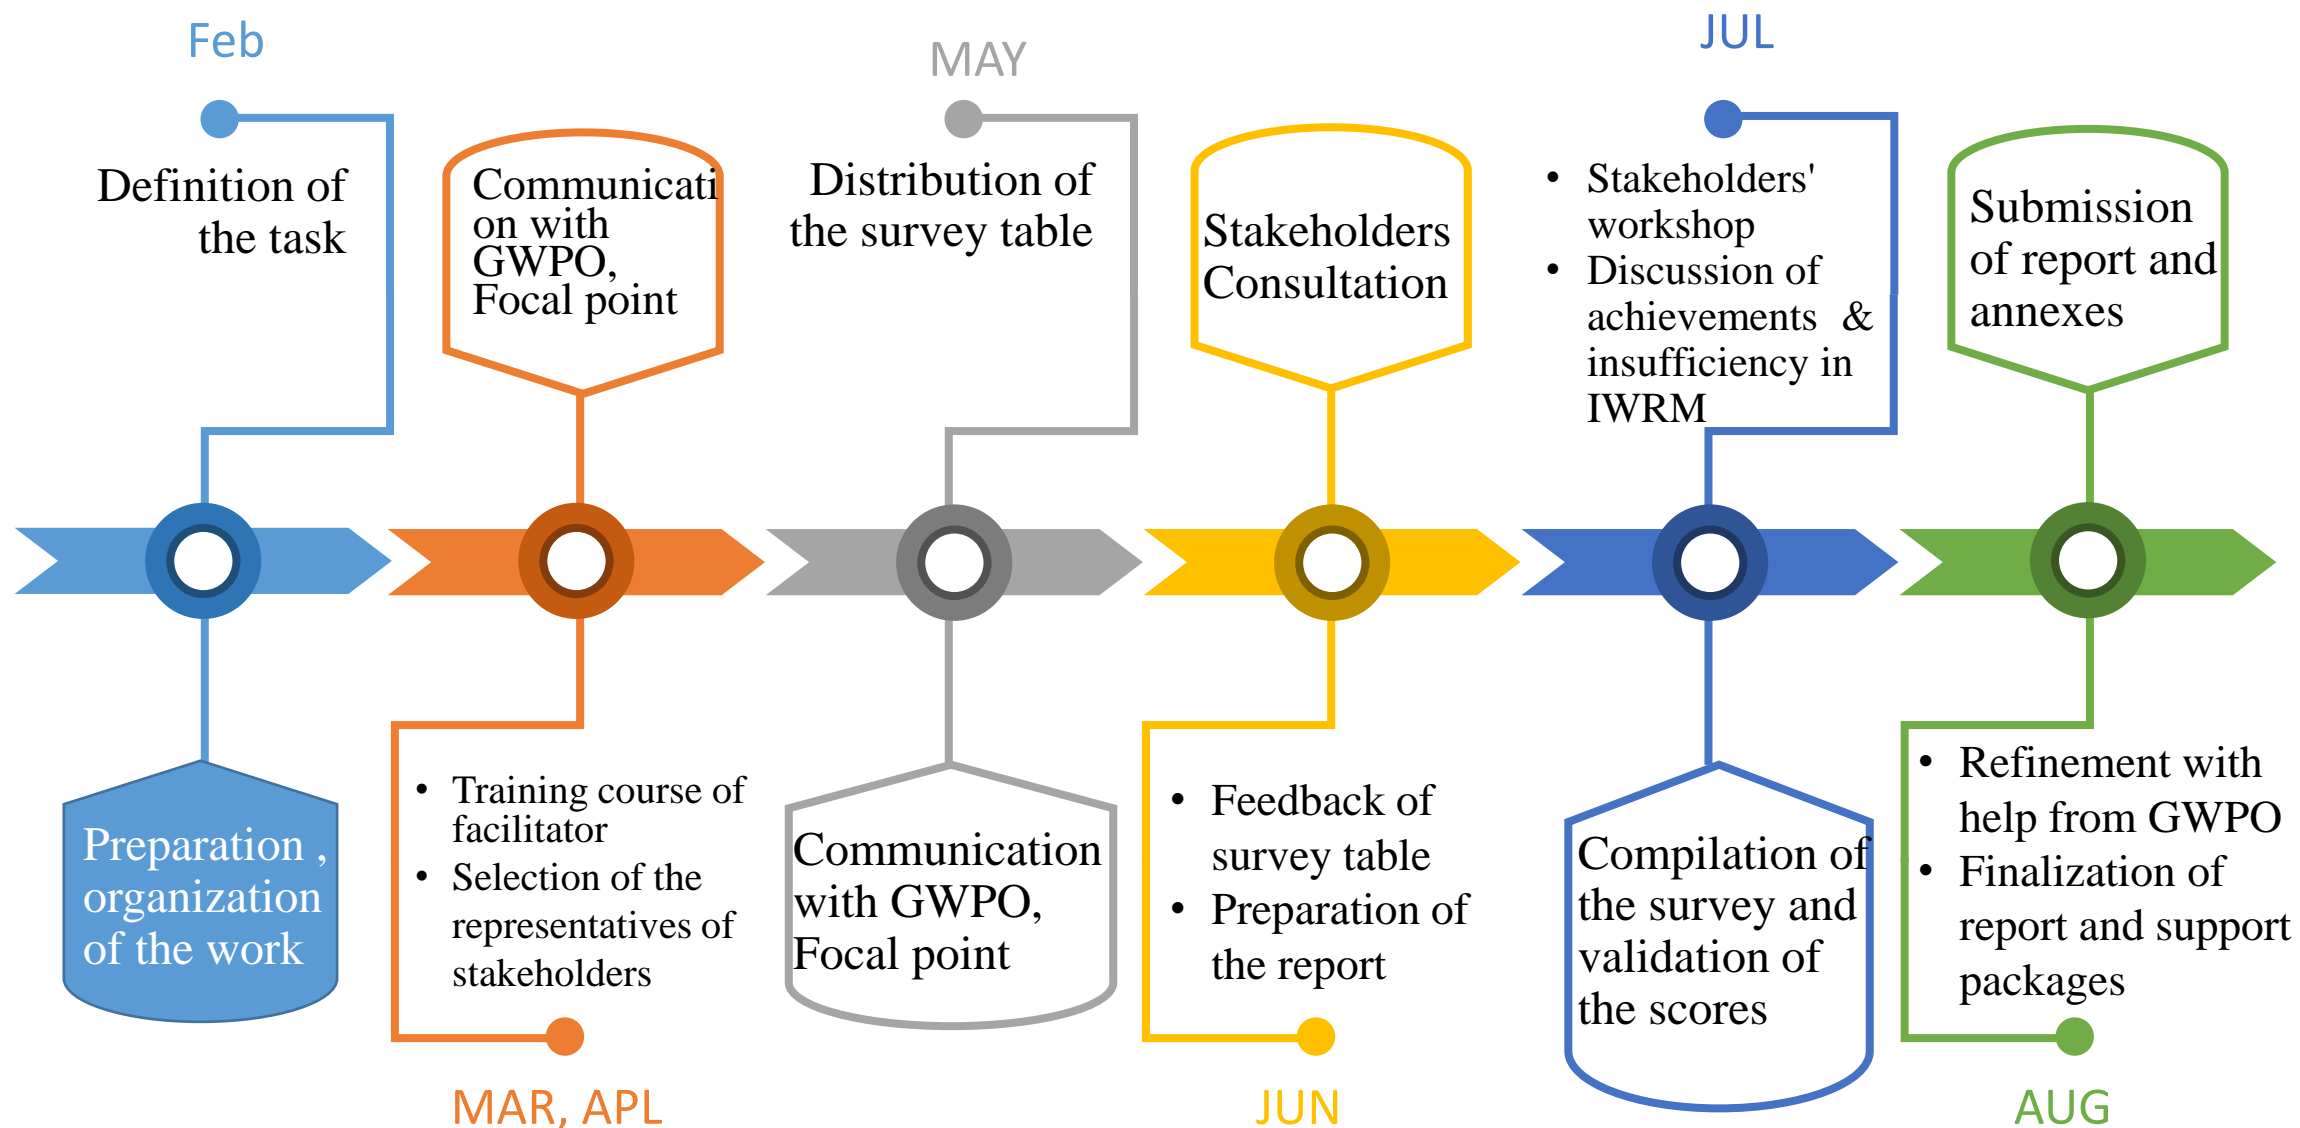 Feb
Definition of
the task
Preparation ,
organization
of the work
Communicati
on with
GWPO,
Focal point
• Training course of
facilitator
• Selection of the
representatives of
stakeholders
MAR, APL
MAY
Distribution of
the survey table
Communication
with GWPO,
Focal point
Stakeholders
Consultation
• Feedback of
survey table
• Preparation of
the report
JUN
JUL
• Stakeholders'
workshop
• Discussion of
achievements &
insufficiency in
IWRM
Compilation of
the survey and
validation of
the scores
Submission
of report and
annexes
• Refinement with
help from GWPO
• Finalization of
report and support
packages
AUG